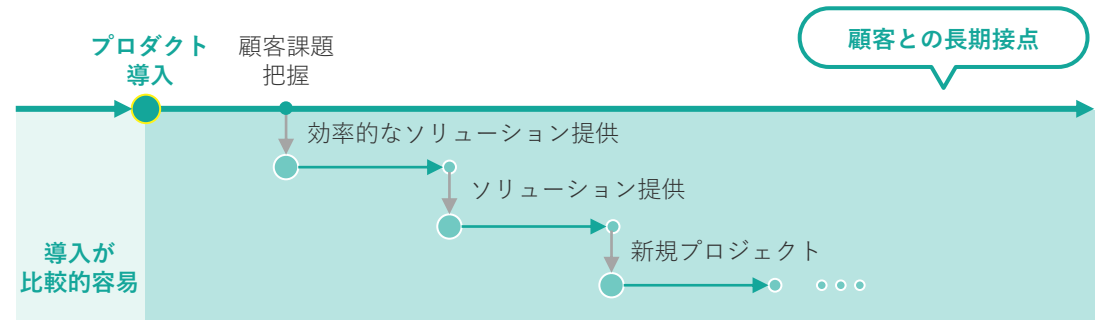 プロダクト
導入
顧客課題
把握
顧客との長期接点
効率的なソリューション提供
ソリューション提供
新規プロジェクト
導入が
比較的容易